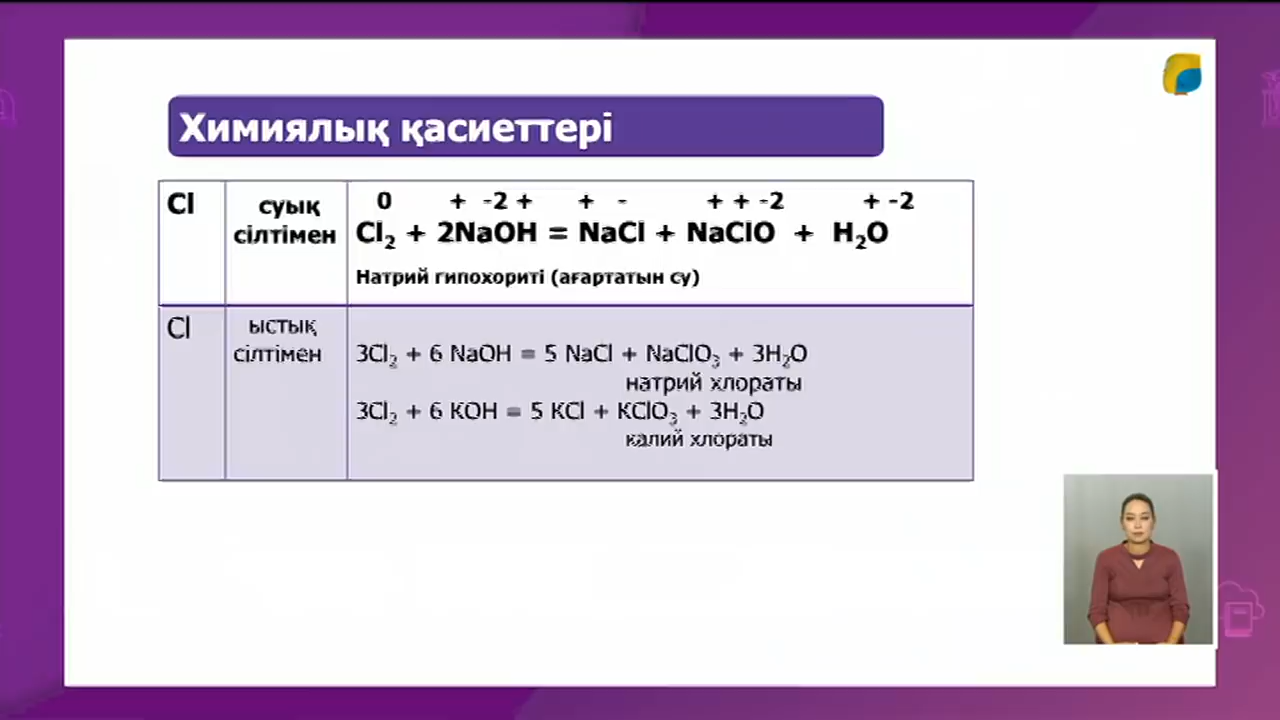 Химиялық қасиеттері
Cl
суық
сілтімен
0 + -2 + + - + + -2 + -2
Cl₂ + 2NaOH = NaCl + NaClO + H₂O
Натрий гипохориті (ағартатын су)
Cl
ыстық
сілтімен
3Cl₂ + 6 NaOH = 5 NaCl + NaClO₃ + 3H₂O
натрий хлораты
3Cl₂ + 6 KOH = 5 KCl + KClO₃ + 3H₂O
калий хлораты